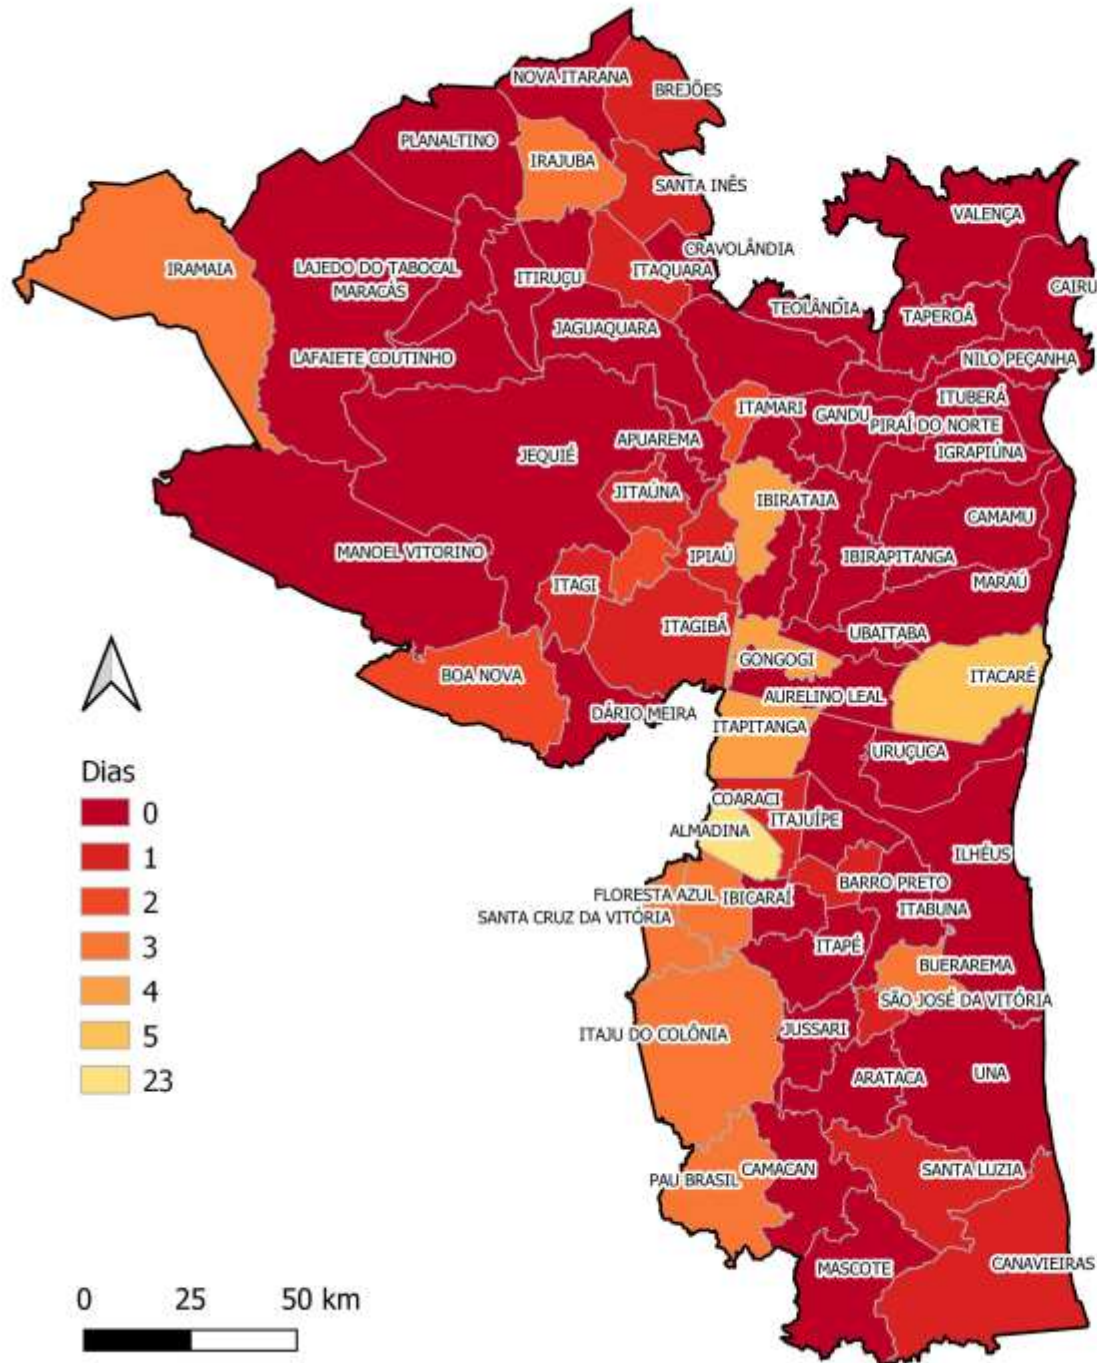 NOVA ITARANA
BREJÕES
PLANALTINO
IRAJUBA
SANTA INÊS
VALENÇA
CRAVOLÂNDIA
IRAMAIA
LAJEDO DO TABOCAL
ITIRUÇU
ITAQUARA
CAIRU
MARACÁS
TEOLÂNDIA
TAPEROÁ
JAGUAQUARA
LAFAIETE COUTINHO
NILO PEÇANHA
ITUBERÁ
ITAMARI
GANDU
PIRAÍ DO NORTE
APUAREMA
IGRAPIÚNA
JEQUIÉ
JITAÚNA
IBIRATAIA
CAMAMU
MANOEL VITORINO
IPIAÚ
IBIRAPITANGA
ITAGI
MARAÚ
ITAGIBÁ
UBAITABA
GONGOGI
BOA NOVA
ITACARÉ
AURELINO LEAL
DÁRIO MEIRA
ITAPITANGA
URUÇUCA
Dias
0
1
2
3
4
5
23
COARACI
ITAJUÍPE
ALMADINA
ILHÉUS
BARRO PRETO
FLORESTA AZUL
IBICARAÍ
ITABUNA
SANTA CRUZ DA VITÓRIA
ITAPÉ
BUERAREMA
SÃO JOSÉ DA VITÓRIA
ITAJU DO COLÔNIA
JUSSARI
ARATACA
UNA
PAU BRASIL
CAMACAN
SANTA LUZIA
MASCOTE
CANAVIEIRAS
0 25 50 km